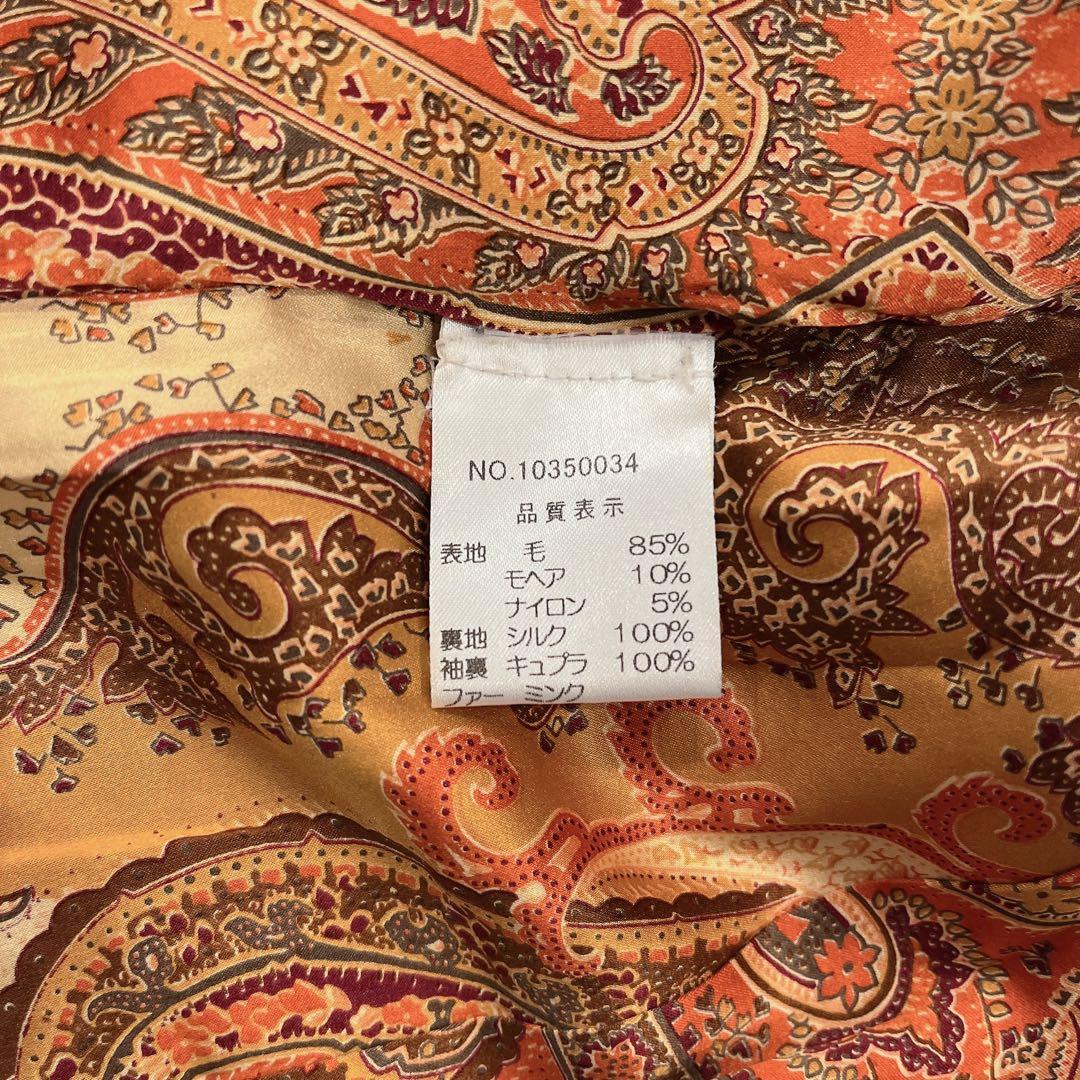 NO.10350034
品質表示
表地 毛 85%
モヘア 10%
ナイロン 5%
裏地 シルク 100%
袖裏 キュプラ 100%
ファー ミンク